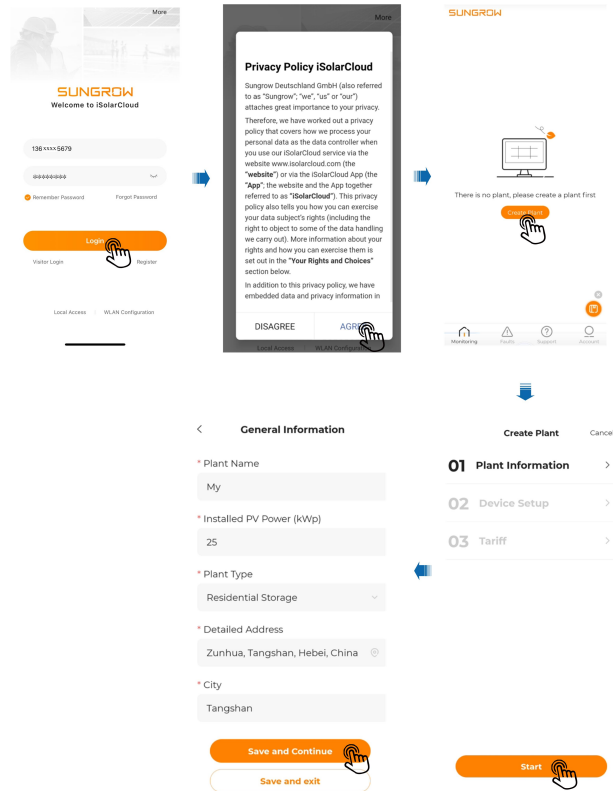 More
SUNGROW
Welcome to iSolarCloud
136 xxxx 5679
Remember Password
Forgot Password
Login
Visitor Login
Register
Local Access
WLAN Configuration
More
Privacy Policy iSolarCloud
Sungrow Deutschland GmbH (also referred
to as "Sungrow"; "we", "us" or "our")
attaches great importance to your privacy.
Therefore, we have worked out a privacy
policy that covers how we process your
personal data as the data controller when
you use our iSolarCloud service via the
website www.isolarcloud.com (the
"website") or via the iSolarCloud App (the
"App"; the website and the App together
referred to as "iSolarCloud"). This privacy
policy also tells you how you can exercise
your data subject's rights (including the
right to object to some of the data handling
we carry out). More information about your
rights and how you can exercise them is
set out in the "Your Rights and Choices"
section below.
In addition to this privacy policy, we have
embedded data and privacy information in
DISAGREE
AGR
Local Access
WLAN Configuration
SUNGROW
There is no plant, please create a plant first
Create Plant
Monitoring
Faults
Support
Account
Create Plant
Cancel
01 Plant Information
02 Device Setup
03 Tariff
Start
General Information
* Plant Name
My
* Installed PV Power (kWp)
25
* Plant Type
Residential Storage
* Detailed Address
Zunhua, Tangshan, Hebei, China
* City
Tangshan
Save and Continue
Save and exit